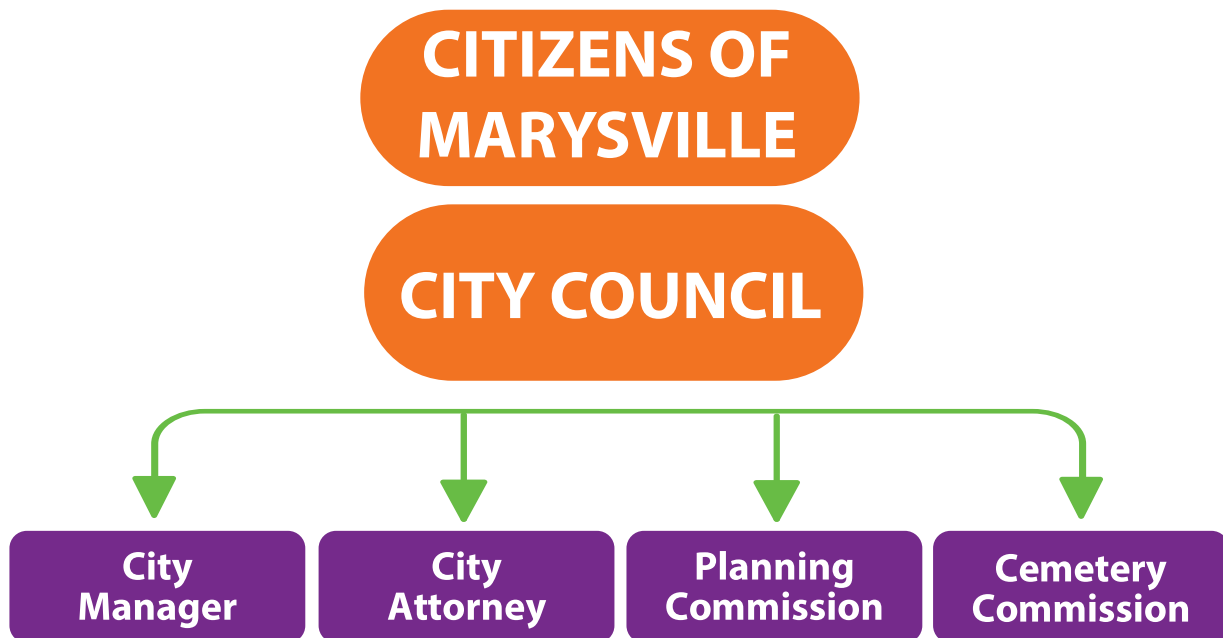 CITIZENS OF
MARYSVILLE
CITY COUNCIL
City
Manager
City
Attorney
Planning
Commission
Cemetery
Commission